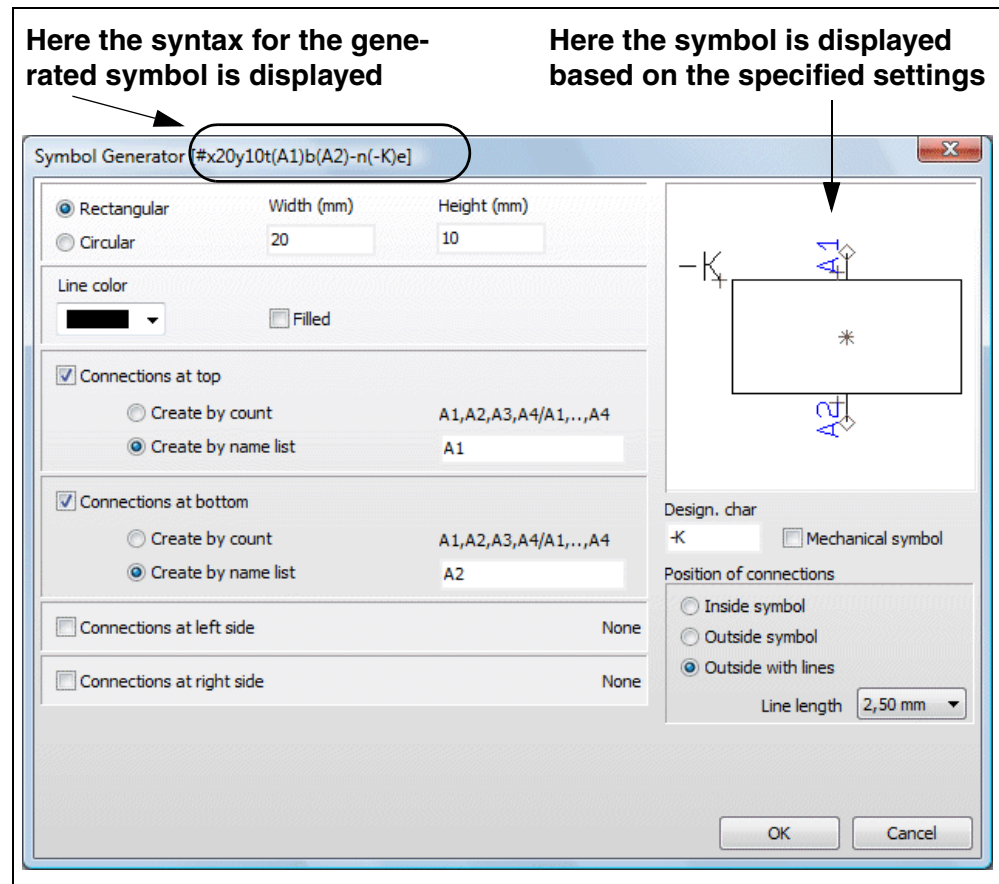 Here the syntax for the gene-
rated symbol is displayed
Here the symbol is displayed
based on the specified settings
Symbol Generator [#x20y10t(A1)b(A2)-n(-K)e]
Rectangular
Width (mm)
Height (mm)
Circular
20
10
Line color
Filled
Connections at top
Create by count
A1,A2,A3,A4/A1,..,A4
Create by name list
A1
Connections at bottom
Create by count
A1,A2,A3,A4/A1,..,A4
Create by name list
A2
Connections at left side
None
Connections at right side
None
-K
A1
A2
Design. char
-K
Mechanical symbol
Position of connections
Inside symbol
Outside symbol
Outside with lines
Line length
2,50 mm
OK
Cancel